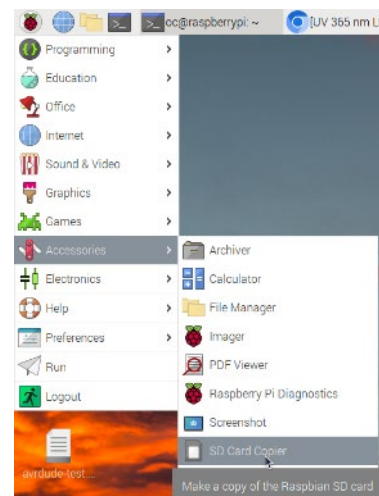 oc@raspberrypi: ~
[UV 365 nm L
Programming
Education
Office
Internet
Sound & Video
Graphics
Games
Accessories
Electronics
Help
Preferences
Run
Logout
Archiver
Calculator
File Manager
Imager
PDF Viewer
Raspberry Pi Diagnostics
Screenshot
SD Card Copier
Make a copy of the Raspbian SD card
avrdude-test....